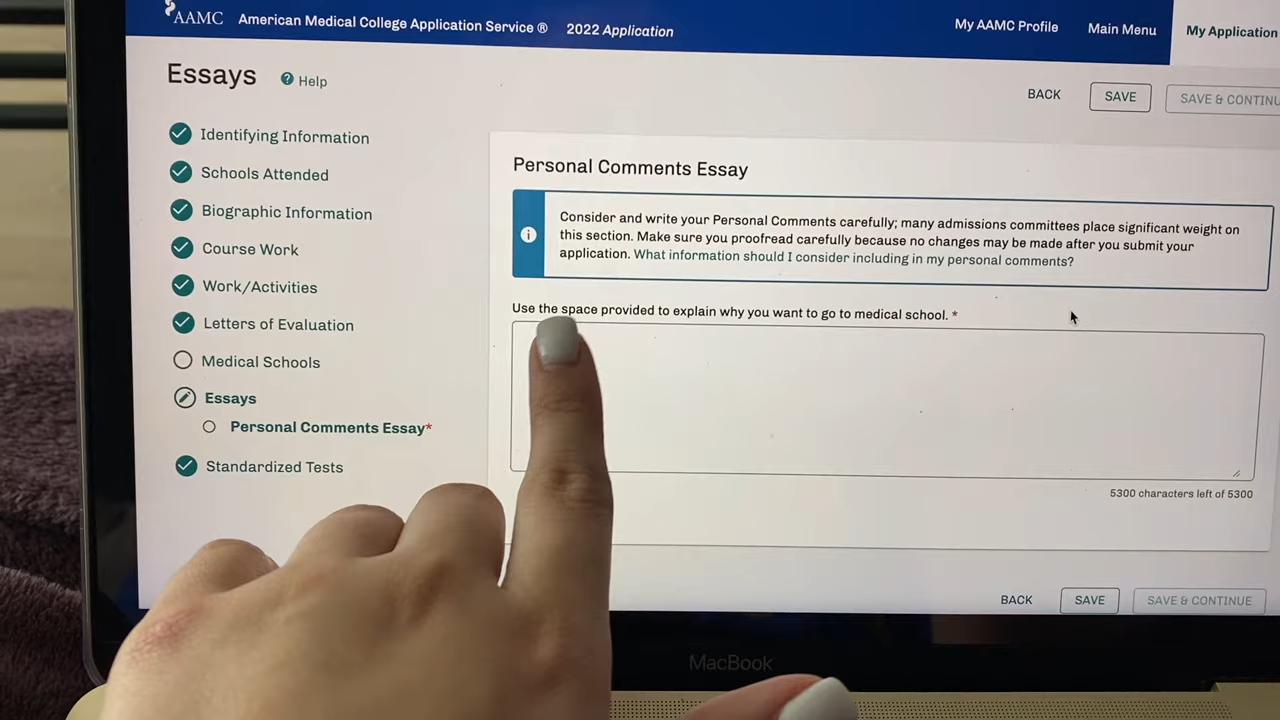 AAMC American Medical College Application Service ® 2022 Application My AAMC Profile Main Menu My Application
Essays ? Help
BACK SAVE SAVE & CONTINU
Identifying Information
Schools Attended
Biographic Information
Course Work
Work/Activities
Letters of Evaluation
Medical Schools
Essays
Personal Comments Essay*
Standardized Tests
Personal Comments Essay
Consider and write your Personal Comments carefully; many admissions committees place significant weight on
this section. Make sure you proofread carefully because no changes may be made after you submit your
application. What information should I consider including in my personal comments?
Use the space provided to explain why you want to go to medical school. *
5300 characters left of 5300
BACK SAVE SAVE & CONTINUE
MacBook